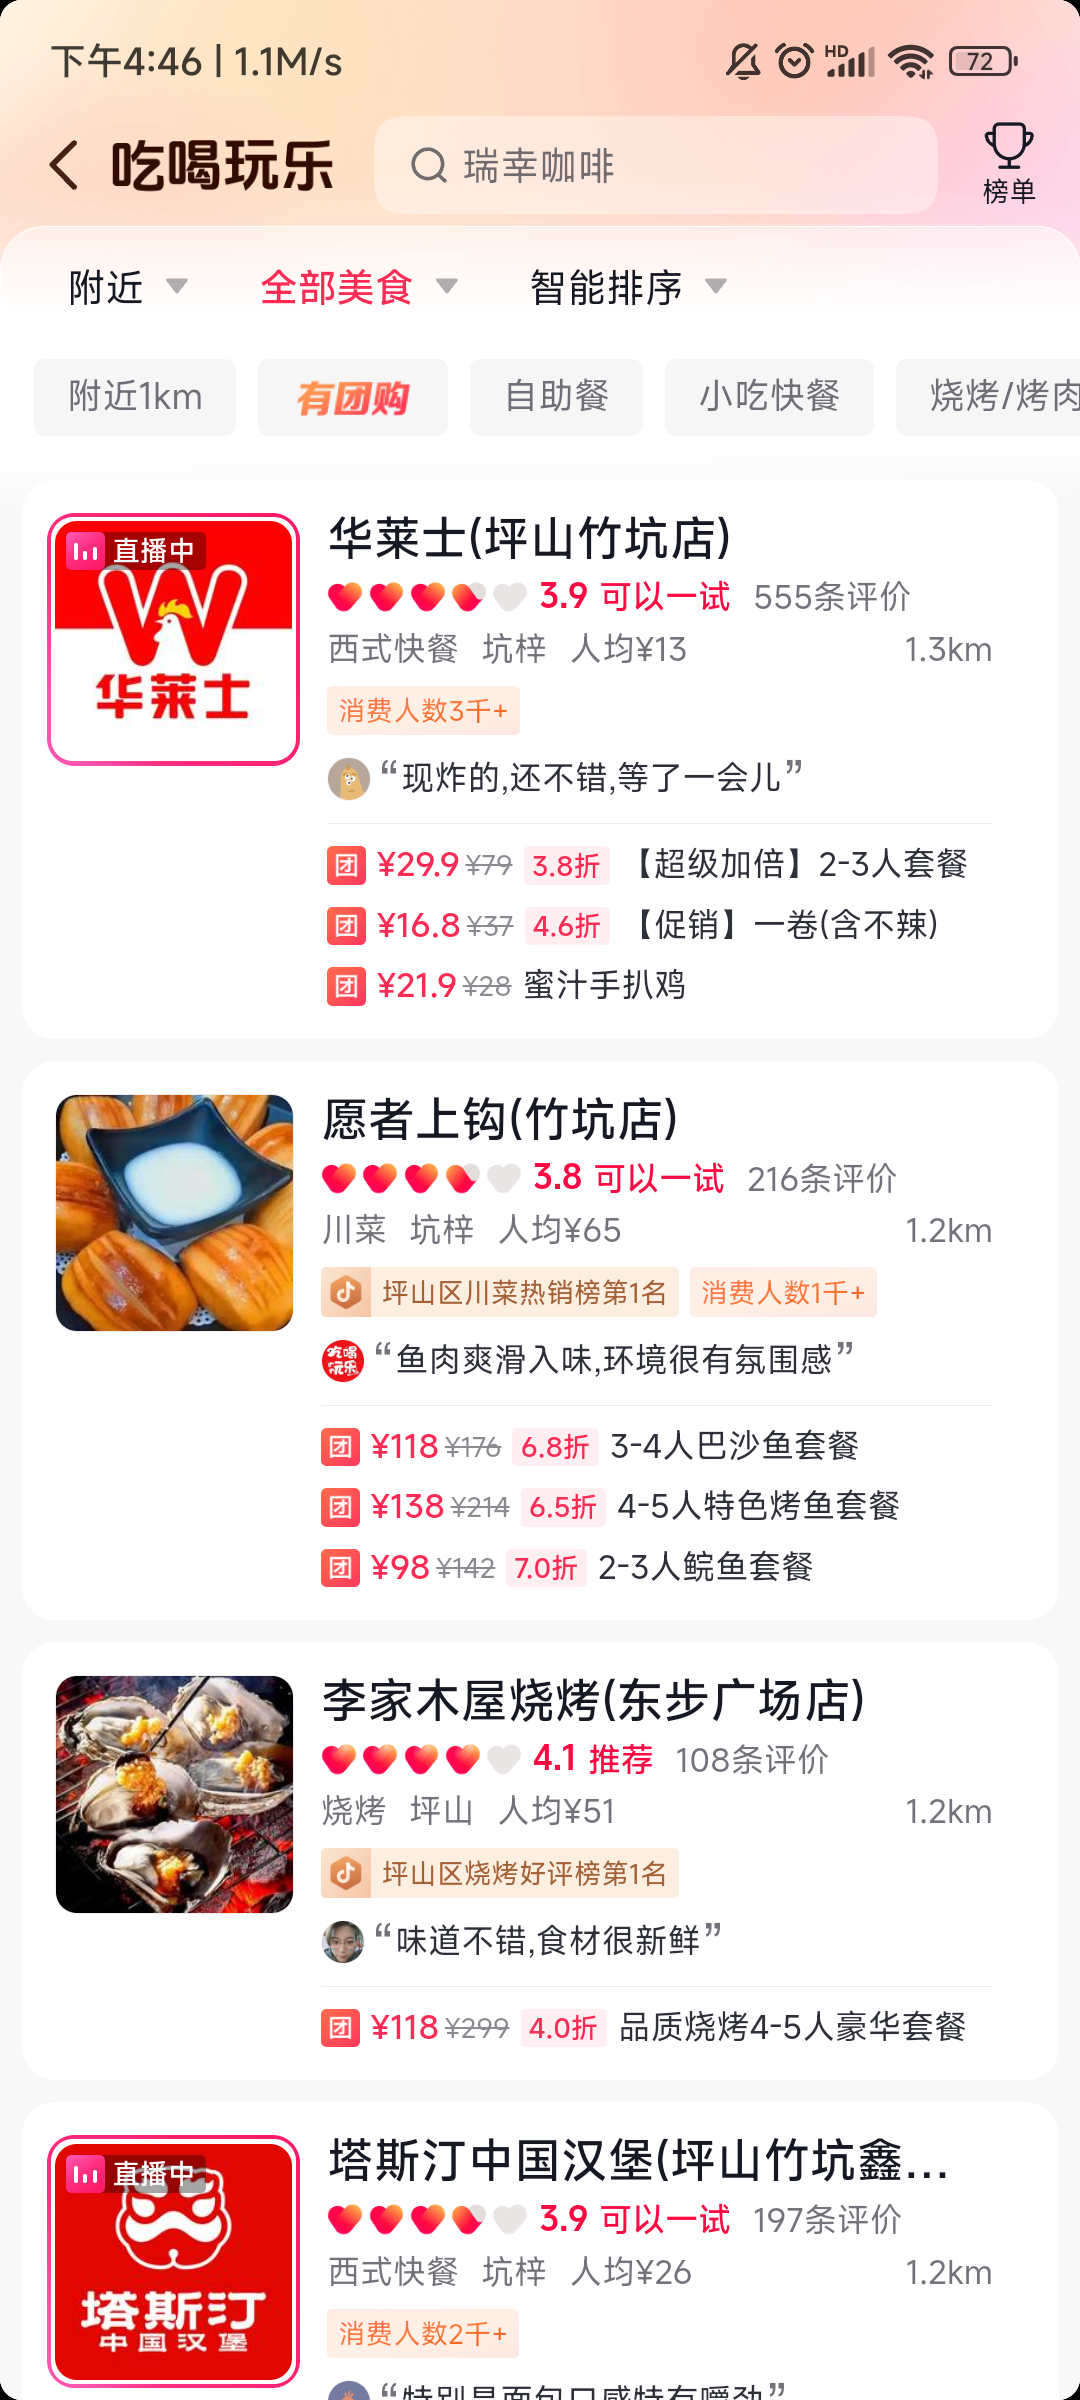 下午4:46 | 1.1M/s
HD
72
吃喝玩乐
瑞幸咖啡
榜单
附近
全部美食
智能排序
附近1km
有团购
自助餐
小吃快餐
烧烤/烤肉
直播中
华莱士
华莱士(坪山竹坑店)
3.9 可以一试 555条评价
西式快餐 坑梓 人均¥13 1.3km
消费人数3千+
“现炸的,还不错,等了一会儿”
团 ¥29.9 ¥79 3.8折 【超级加倍】2-3人套餐
团 ¥16.8 ¥37 4.6折 【促销】一卷(含不辣)
团 ¥21.9 ¥28 蜜汁手扒鸡
愿者上钩(竹坑店)
3.8 可以一试 216条评价
川菜 坑梓 人均¥65 1.2km
坪山区川菜热销榜第1名 消费人数1千+
吃喝玩乐
“鱼肉爽滑入味,环境很有氛围感”
团 ¥118 ¥176 6.8折 3-4人巴沙鱼套餐
团 ¥138 ¥214 6.5折 4-5人特色烤鱼套餐
团 ¥98 ¥142 7.0折 2-3人鲩鱼套餐
李家木屋烧烤(东步广场店)
4.1 推荐 108条评价
烧烤 坪山 人均¥51 1.2km
坪山区烧烤好评榜第1名
“味道不错,食材很新鲜”
团 ¥118 ¥299 4.0折 品质烧烤4-5人豪华套餐
直播中
塔斯汀
中国汉堡
塔斯汀中国汉堡(坪山竹坑鑫...
3.9 可以一试 197条评价
西式快餐 坑梓 人均¥26 1.2km
消费人数2千+
“特别是面包口感特有嚼劲”